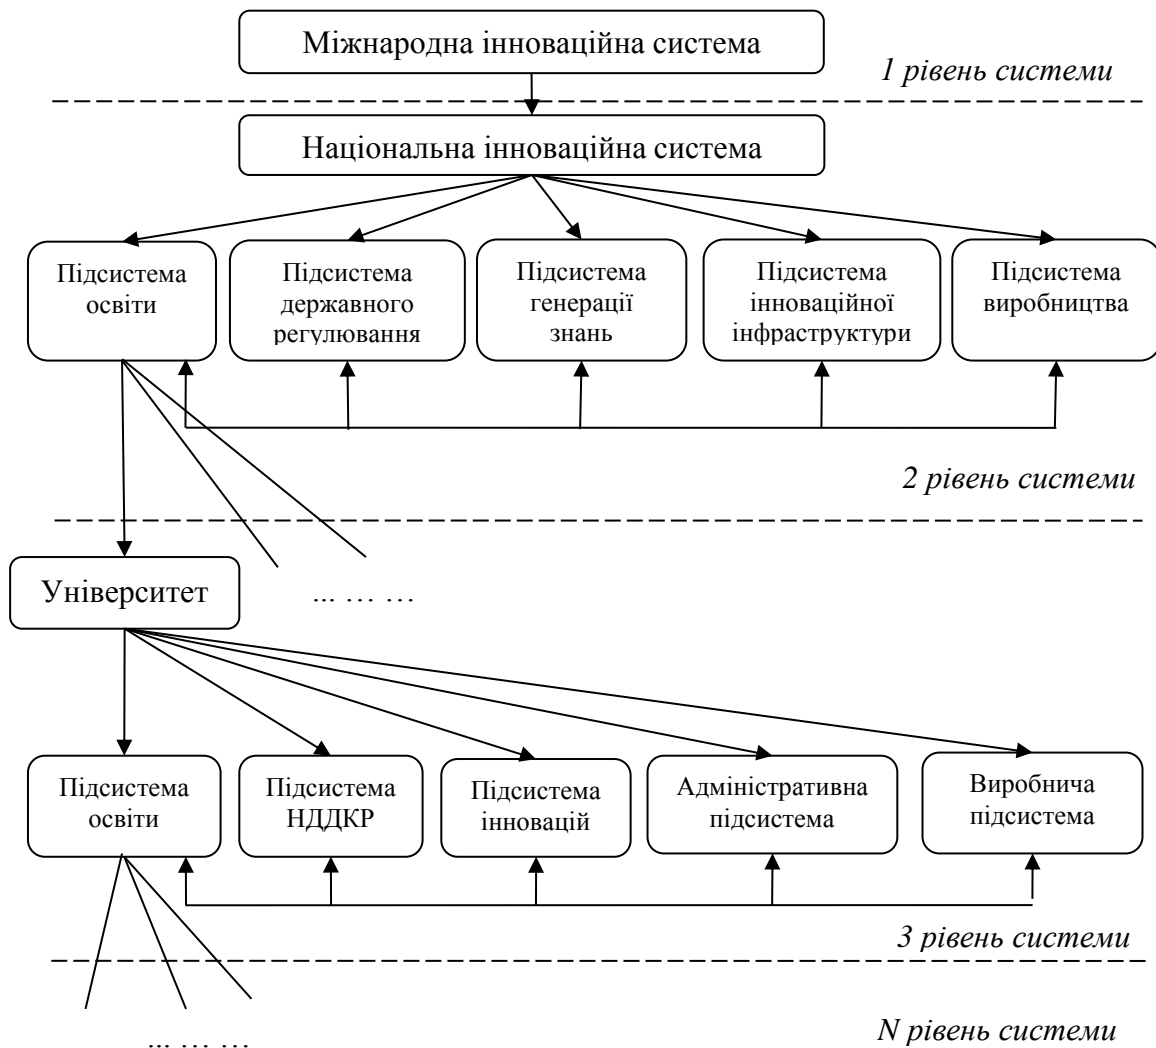 Міжнародна інноваційна система
1 рівень системи
Національна інноваційна система
Підсистема
освіти
Підсистема
державного
регулювання
Підсистема
генерації
знань
Підсистема
інноваційної
інфраструктури
Підсистема
виробництва
2 рівень системи
Університет
... … …
Підсистема
освіти
Підсистема
НДДКР
Підсистема
інновацій
Адміністративна
підсистема
Виробнича
підсистема
3 рівень системи
N рівень системи
... … …